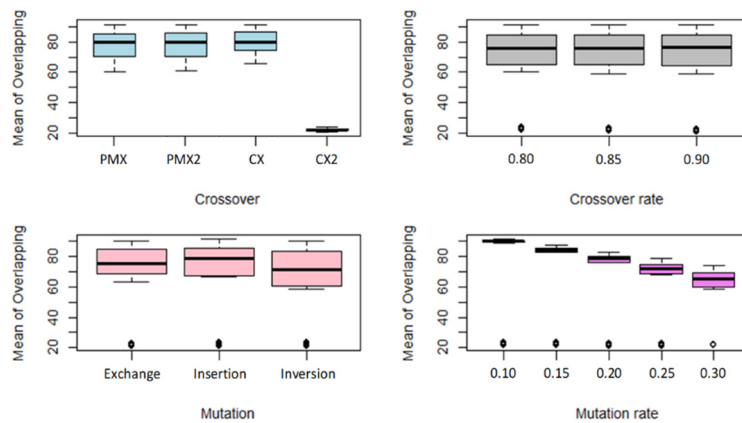 Mean of Overlapping
80
60
40
20
PMX PMX2 CX CX2
Crossover
Mean of Overlapping
80
60
40
20
0.80 0.85 0.90
Crossover rate
Mean of Overlapping
80
60
40
20
Exchange Insertion Inversion
Mutation
Mean of Overlapping
80
60
40
20
0.10 0.15 0.20 0.25 0.30
Mutation rate